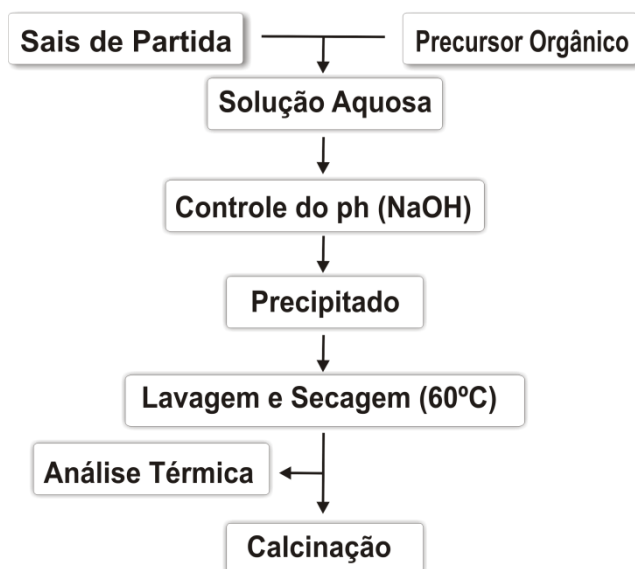 Sais de Partida
Precursor Orgânico
Solução Aquosa
Controle do ph (NaOH)
Precipitado
Lavagem e Secagem (60ºC)
Análise Térmica
Calcinação